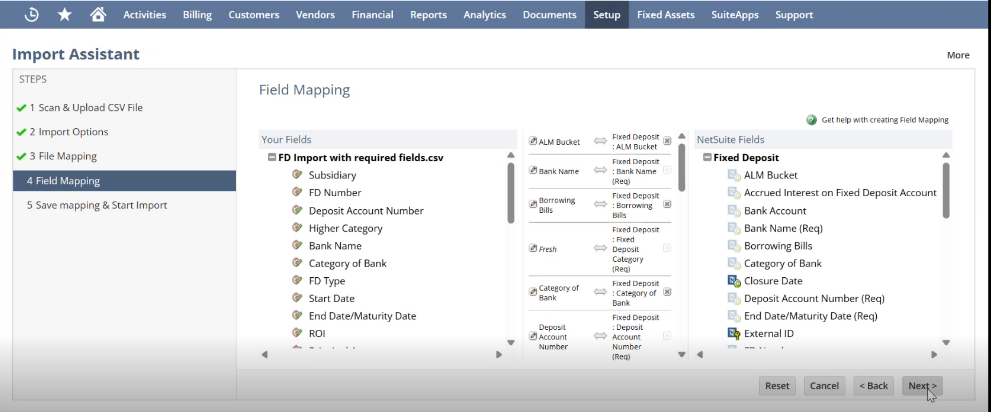 Activities Billing Customers Vendors Financial Reports Analytics Documents Setup Fixed Assets SuiteApps Support
Import Assistant
More
STEPS
1 Scan & Upload CSV File
2 Import Options
3 File Mapping
4 Field Mapping
5 Save mapping & Start Import
Field Mapping
Get help with creating Field Mapping
Your Fields
FD Import with required fields.csv
Subsidiary
FD Number
Deposit Account Number
Higher Category
Bank Name
Category of Bank
FD Type
Start Date
End Date/Maturity Date
ROI
ALM Bucket
Fixed Deposit
: ALM Bucket
Bank Name
Fixed Deposit
: Bank Name
(Req)
Borrowing
Bills
Fixed Deposit
: Borrowing
Bills
Fresh
Fixed Deposit
: Fixed
Deposit
Category
(Req)
Category of
Bank
Fixed Deposit
: Category of
Bank
Deposit
Account
Number
Fixed Deposit
: Deposit
Account
Number
(Req)
NetSuite Fields
Fixed Deposit
ALM Bucket
Accrued Interest on Fixed Deposit Account
Bank Account
Bank Name (Req)
Borrowing Bills
Category of Bank
Closure Date
Deposit Account Number (Req)
End Date/Maturity Date (Req)
External ID
Reset
Cancel
< Back
Next >